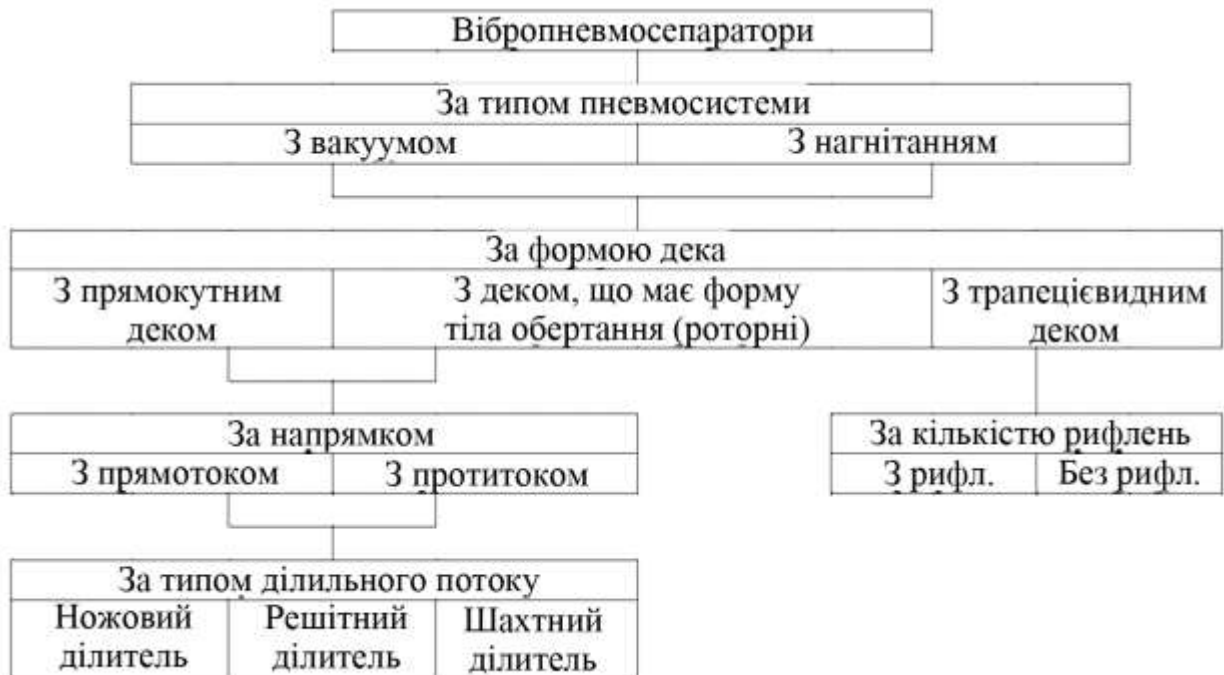 Вібропневмосепаратори
За типом пневмосистеми
З вакуумом
З нагнітанням
За формою дека
З прямокутним
деком
З деком, що має форму
тіла обертання (роторні)
З трапецієвидним
деком
За напрямком
З прямотоком
З протитоком
За кількістю рифлень
З рифл.
Без рифл.
За типом ділильного потоку
Ножовий
ділитель
Решітний
ділитель
Шахтний
ділитель